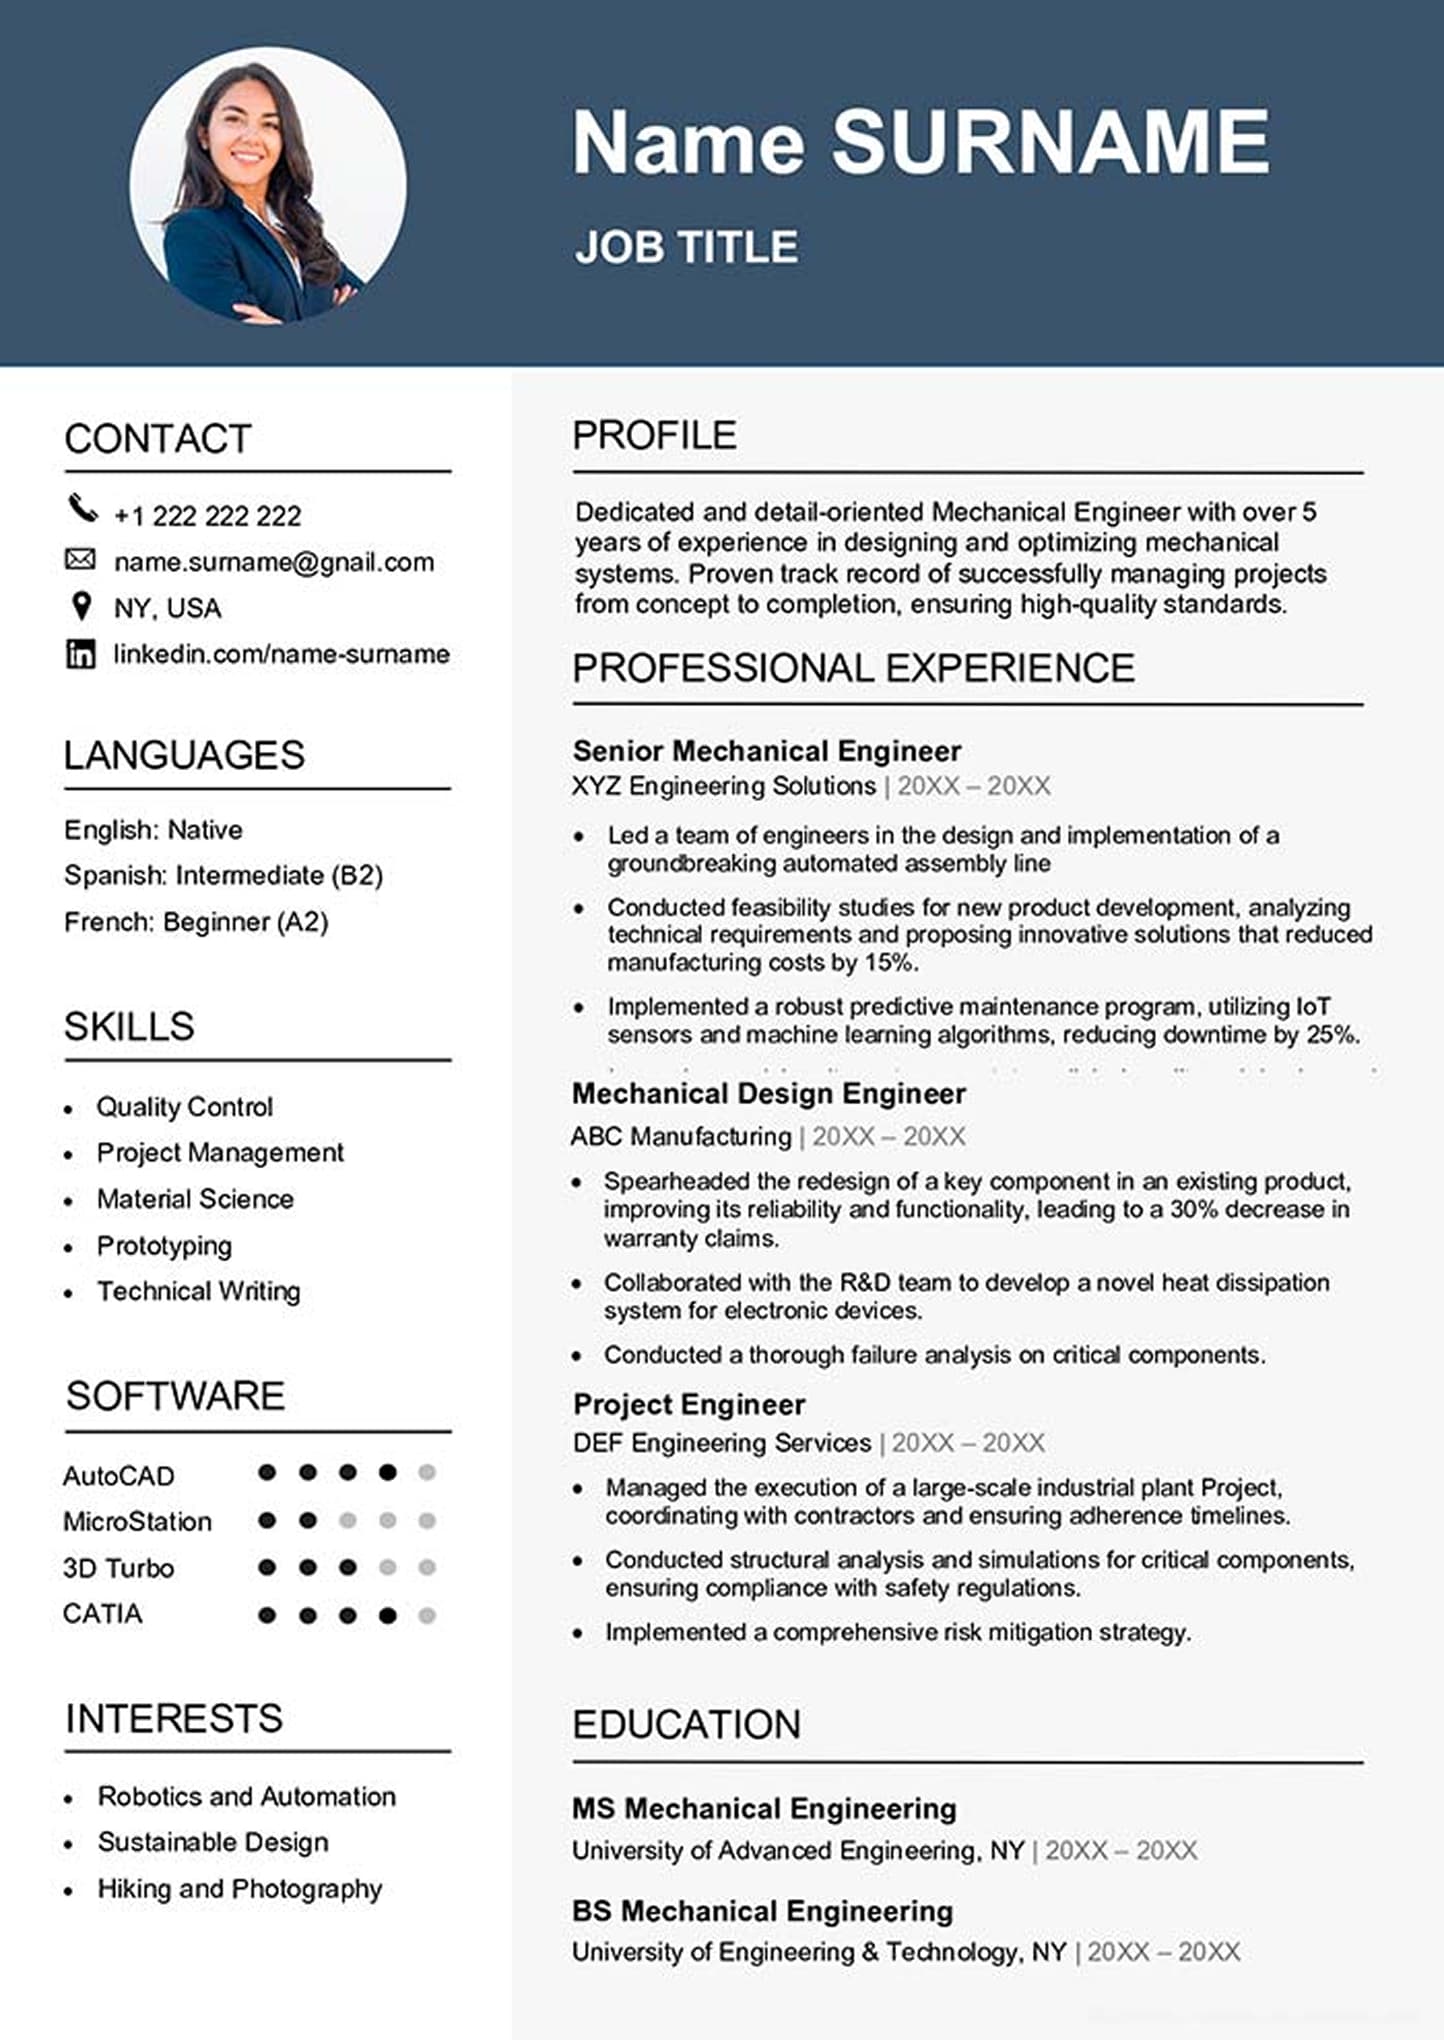 Name SURNAME
JOB TITLE
CONTACT
+1 222 222 222
name.surname@gnail.com
NY, USA
linkedin.com/name-surname
LANGUAGES
English: Native
Spanish: Intermediate (B2)
French: Beginner (A2)
SKILLS
• Quality Control
• Project Management
• Material Science
• Prototyping
• Technical Writing
SOFTWARE
AutoCAD
MicroStation
3D Turbo
CATIA
INTERESTS
• Robotics and Automation
• Sustainable Design
• Hiking and Photography
PROFILE
Dedicated and detail-oriented Mechanical Engineer with over 5
years of experience in designing and optimizing mechanical
systems. Proven track record of successfully managing projects
from concept to completion, ensuring high-quality standards.
PROFESSIONAL EXPERIENCE
Senior Mechanical Engineer
XYZ Engineering Solutions | 20XX – 20XX
• Led a team of engineers in the design and implementation of a
groundbreaking automated assembly line
• Conducted feasibility studies for new product development, analyzing
technical requirements and proposing innovative solutions that reduced
manufacturing costs by 15%.
• Implemented a robust predictive maintenance program, utilizing IoT
sensors and machine learning algorithms, reducing downtime by 25%.
Mechanical Design Engineer
ABC Manufacturing | 20XX – 20XX
• Spearheaded the redesign of a key component in an existing product,
improving its reliability and functionality, leading to a 30% decrease in
warranty claims.
• Collaborated with the R&D team to develop a novel heat dissipation
system for electronic devices.
• Conducted a thorough failure analysis on critical components.
Project Engineer
DEF Engineering Services | 20XX – 20XX
• Managed the execution of a large-scale industrial plant Project,
coordinating with contractors and ensuring adherence timelines.
• Conducted structural analysis and simulations for critical components,
ensuring compliance with safety regulations.
• Implemented a comprehensive risk mitigation strategy.
EDUCATION
MS Mechanical Engineering
University of Advanced Engineering, NY | 20XX – 20XX
BS Mechanical Engineering
University of Engineering & Technology, NY | 20XX – 20XX